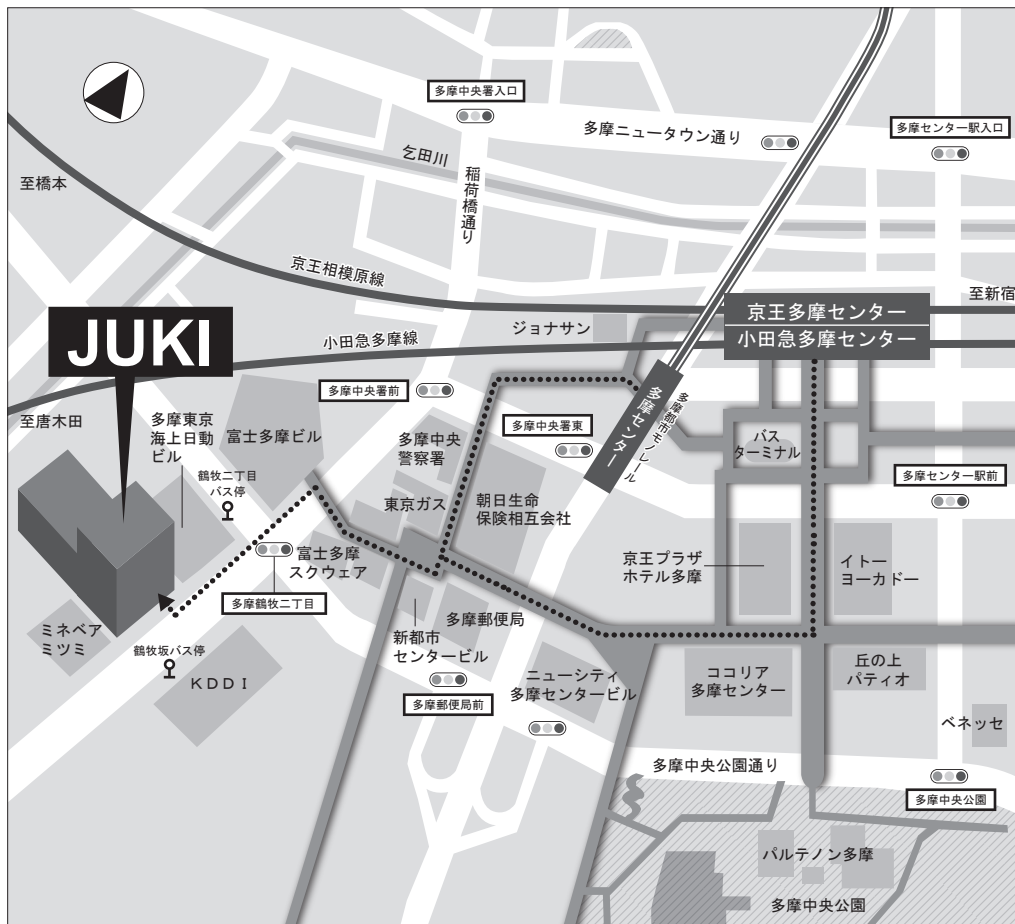 多摩中央署入口
多摩ニュータウン通り
多摩センター駅入口
乞田川
至橋本
稲荷橋通り
京王相模原線
至新宿
京王多摩センター
小田急多摩センター
ジョナサン
JUKI
小田急多摩線
多摩中央署前
多摩センター
多摩都市モノレール
至唐木田
多摩東京
海上日動
ビル
富士多摩ビル
多摩中央
警察署
多摩中央署東
バス
ターミナル
鶴牧二丁目
バス停
東京ガス
朝日生命
保険相互会社
多摩センター駅前
富士多摩
スクウェア
京王プラザ
ホテル多摩
イトー
ヨーカドー
多摩鶴牧二丁目
ミネベア
ミツミ
鶴牧坂バス停
KDDI
新都市
センタービル
多摩郵便局
多摩郵便局前
ニューシティ
多摩センタービル
ココリア
多摩センター
丘の上
パティオ
ベネッセ
多摩中央公園通り
多摩中央公園
パルテノン多摩
多摩中央公園